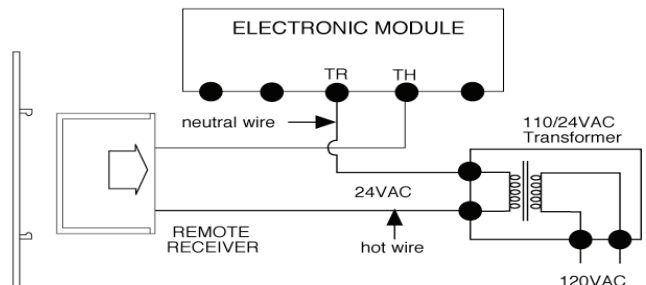 ELECTRONIC MODULE
TR TH
neutral wire
110/24VAC
Transformer
24VAC
REMOTE
RECEIVER
hot wire
120VAC